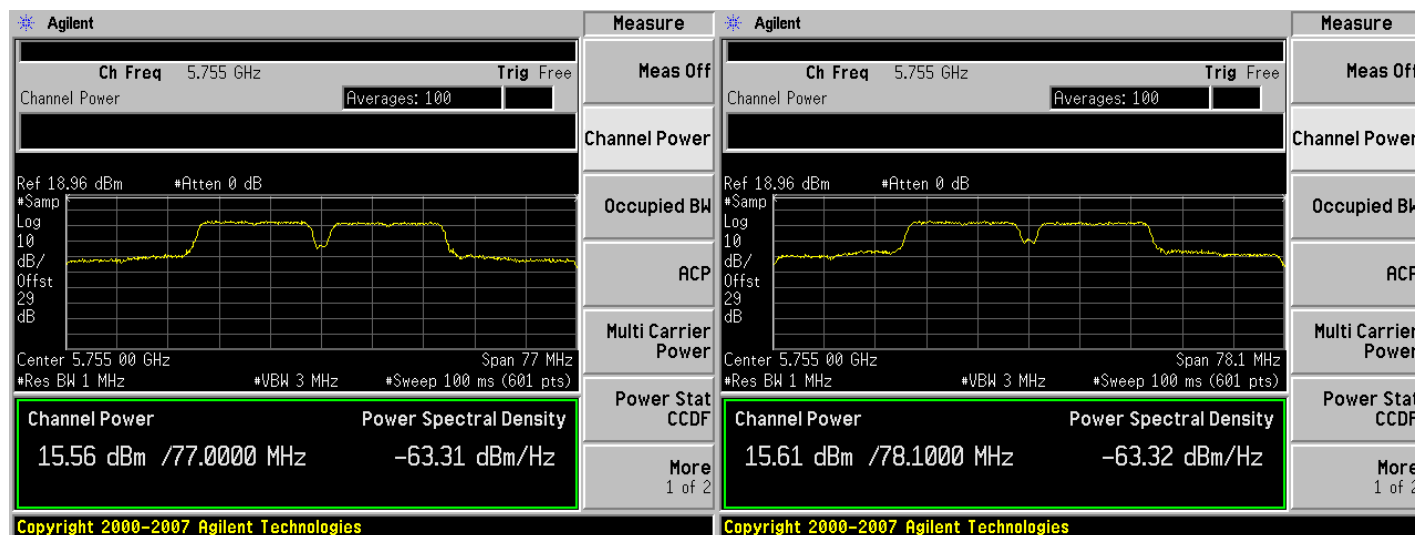 Agilent
Measure
Ch Freq 5.755 GHz Trig Free
Channel Power Averages: 100
Ref 18.96 dBm #Atten 0 dB
#Samp
Log
10
dB/
Offst
29
dB
Center 5.755 00 GHz Span 77 MHz
#Res BW 1 MHz #VBW 3 MHz #Sweep 100 ms (601 pts)
Channel Power Power Spectral Density
15.56 dBm /77.0000 MHz -63.31 dBm/Hz
Copyright 2000-2007 Agilent Technologies
Meas Off
Channel Power
Occupied BW
ACP
Multi Carrier
Power
Power Stat
CCDF
More
1 of 2
Agilent
Measure
Ch Freq 5.755 GHz Trig Free
Channel Power Averages: 100
Ref 18.96 dBm #Atten 0 dB
#Samp
Log
10
dB/
Offst
29
dB
Center 5.755 00 GHz Span 78.1 MHz
#Res BW 1 MHz #VBW 3 MHz #Sweep 100 ms (601 pts)
Channel Power Power Spectral Density
15.61 dBm /78.1000 MHz -63.32 dBm/Hz
Copyright 2000-2007 Agilent Technologies
Meas Off
Channel Power
Occupied BW
ACP
Multi Carrier
Power
Power Stat
CCDF
More
1 of 2